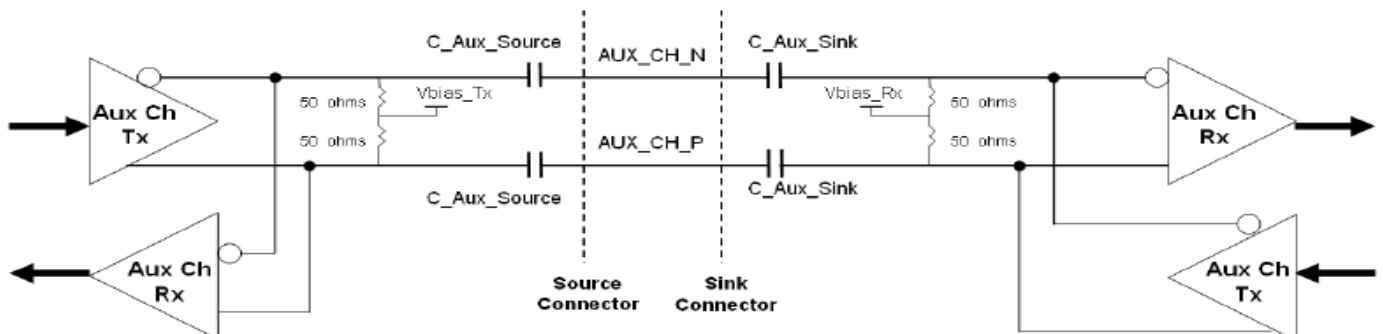 C_Aux_Source
AUX_CH_N
C_Aux_Sink
Aux Ch
Tx
50 ohms
Vbias_Tx
50 ohms
Vbias_Rx
50 ohms
50 ohms
Aux Ch
Rx
AUX_CH_P
C_Aux_Source
C_Aux_Sink
Aux Ch
Rx
Source
Connector
Sink
Connector
Aux Ch
Tx